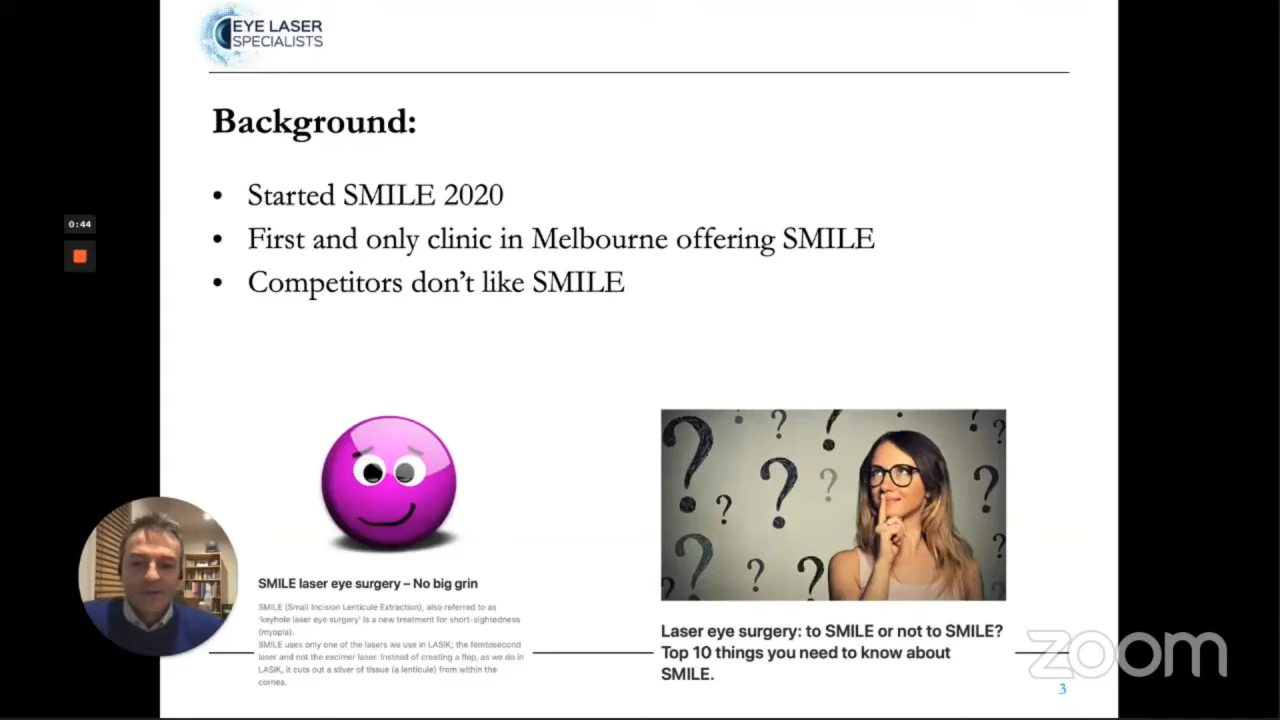 EYE LASER
SPECIALISTS
Background:
• Started SMILE 2020
• First and only clinic in Melbourne offering SMILE
• Competitors don’t like SMILE
0:44
SMILE laser eye surgery – No big grin
SMILE (Small Incision Lenticule Extraction), also referred to as
'keyhole laser eye surgery' is a new treatment for short-sightedness
(myopia).
SMILE uses only one of the lasers we use in LASIK; the femtosecond
laser and not the excimer laser. Instead of creating a flap, as we do in
LASIK, it cuts out a sliver of tissue (a lenticule) from within the
cornea.
Laser eye surgery: to SMILE or not to SMILE?
Top 10 things you need to know about
SMILE.
zoom
3